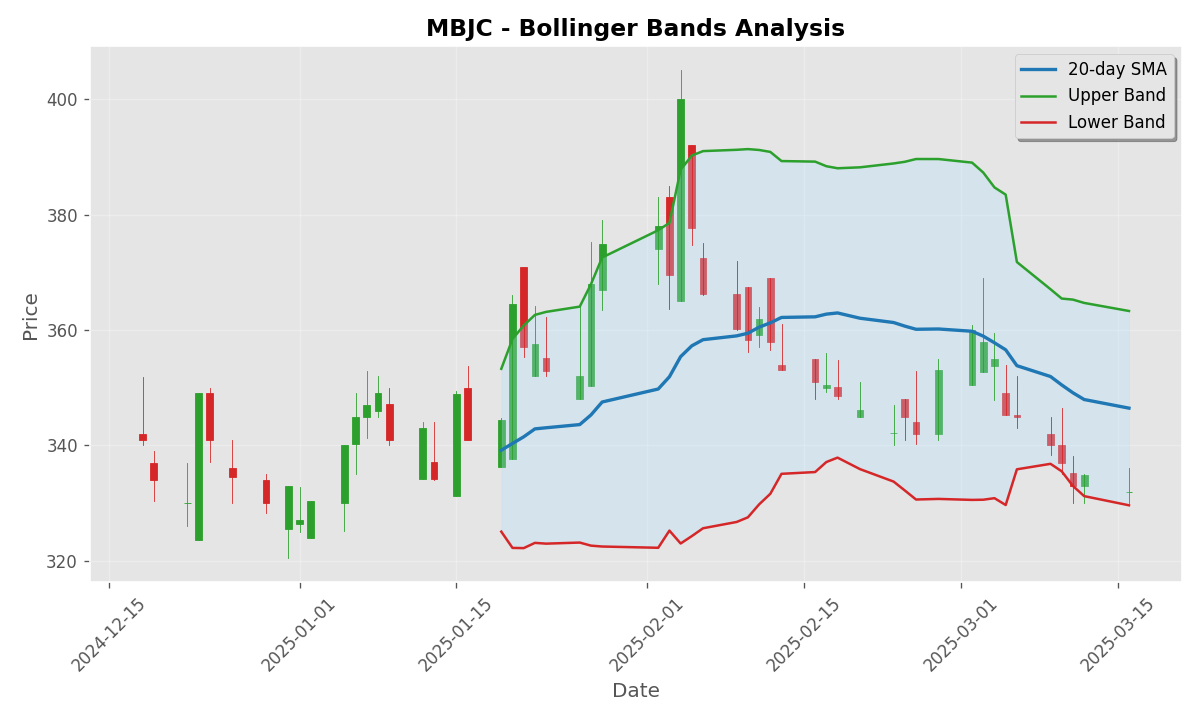 MBJC - Bollinger Bands Analysis
20-day SMA
Upper Band
Lower Band
Price
400
380
360
340
320
2024-12-15
2025-01-01
2025-01-15
2025-02-01
2025-02-15
2025-03-01
2025-03-15
Date